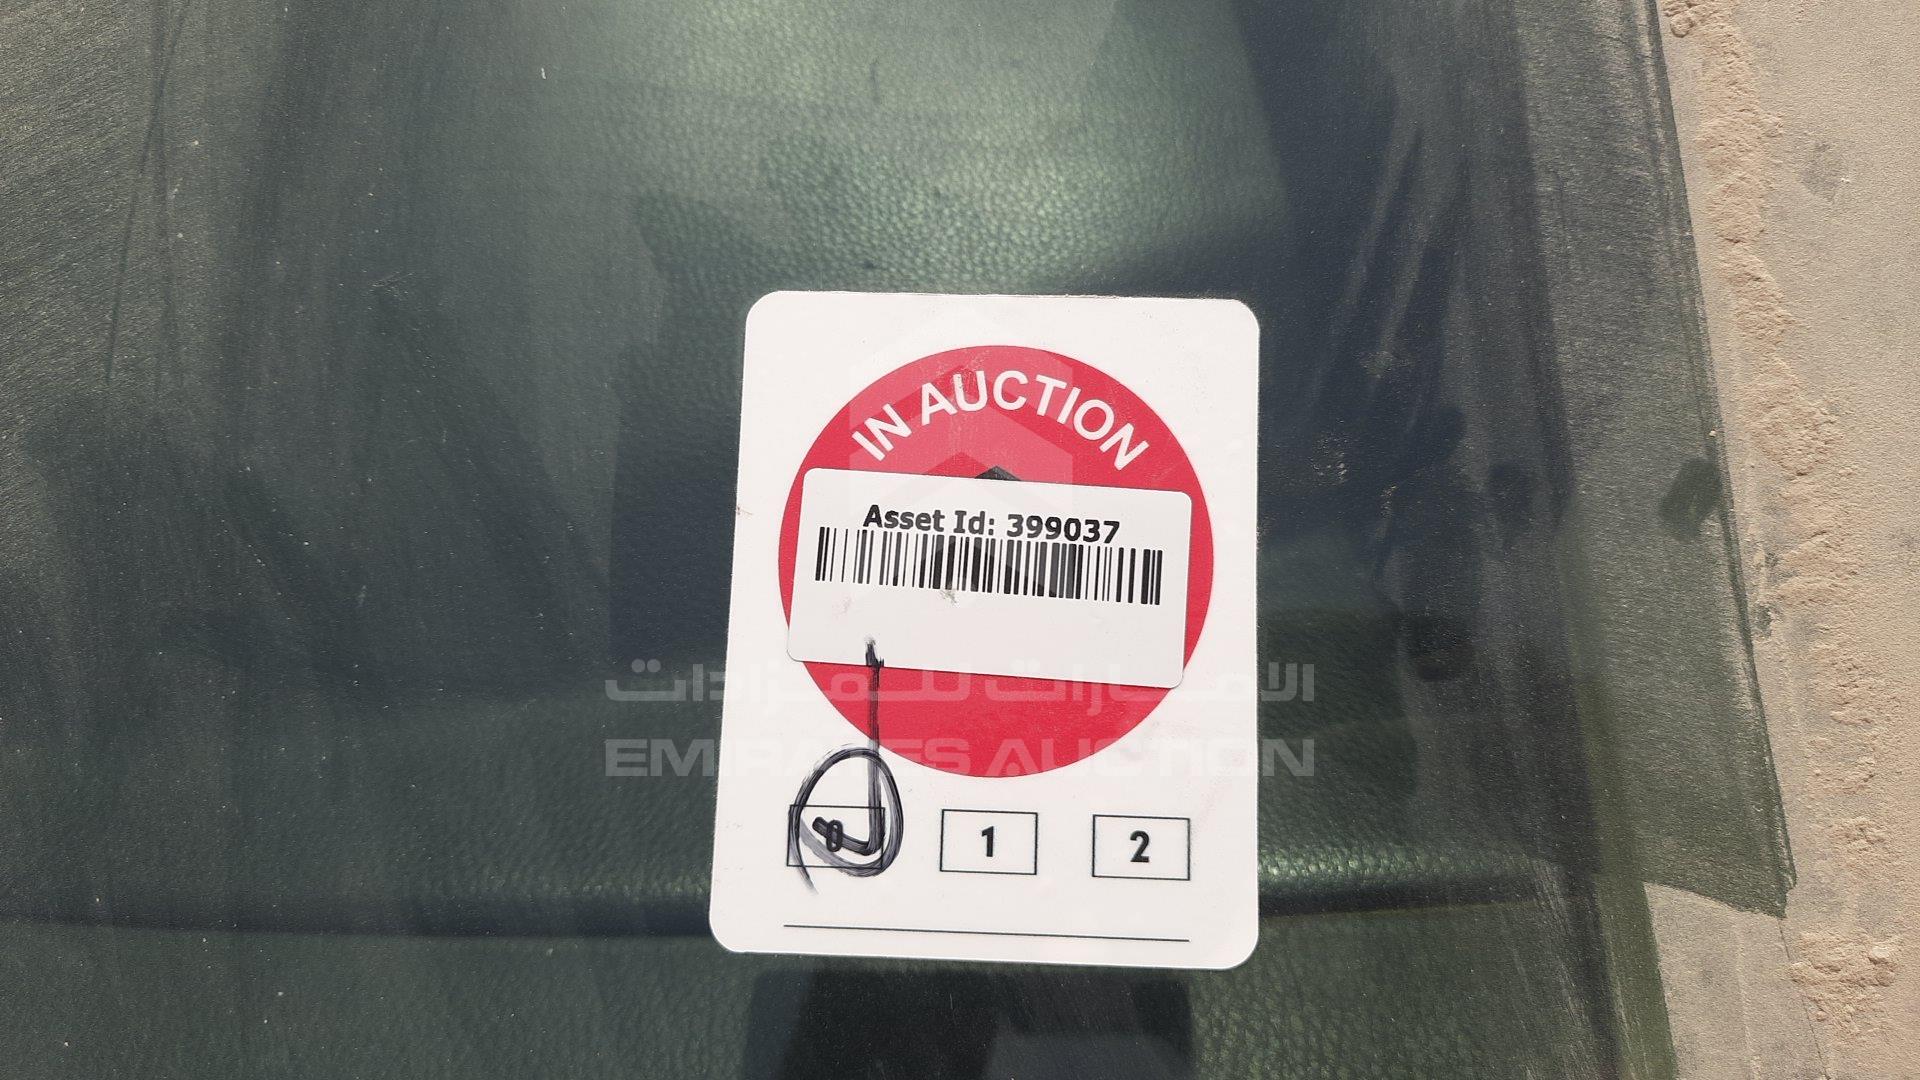 IN AUCTION
Asset Id: 399037
الامارات للمزادات
EMIRATES AUCTION
0 1 2